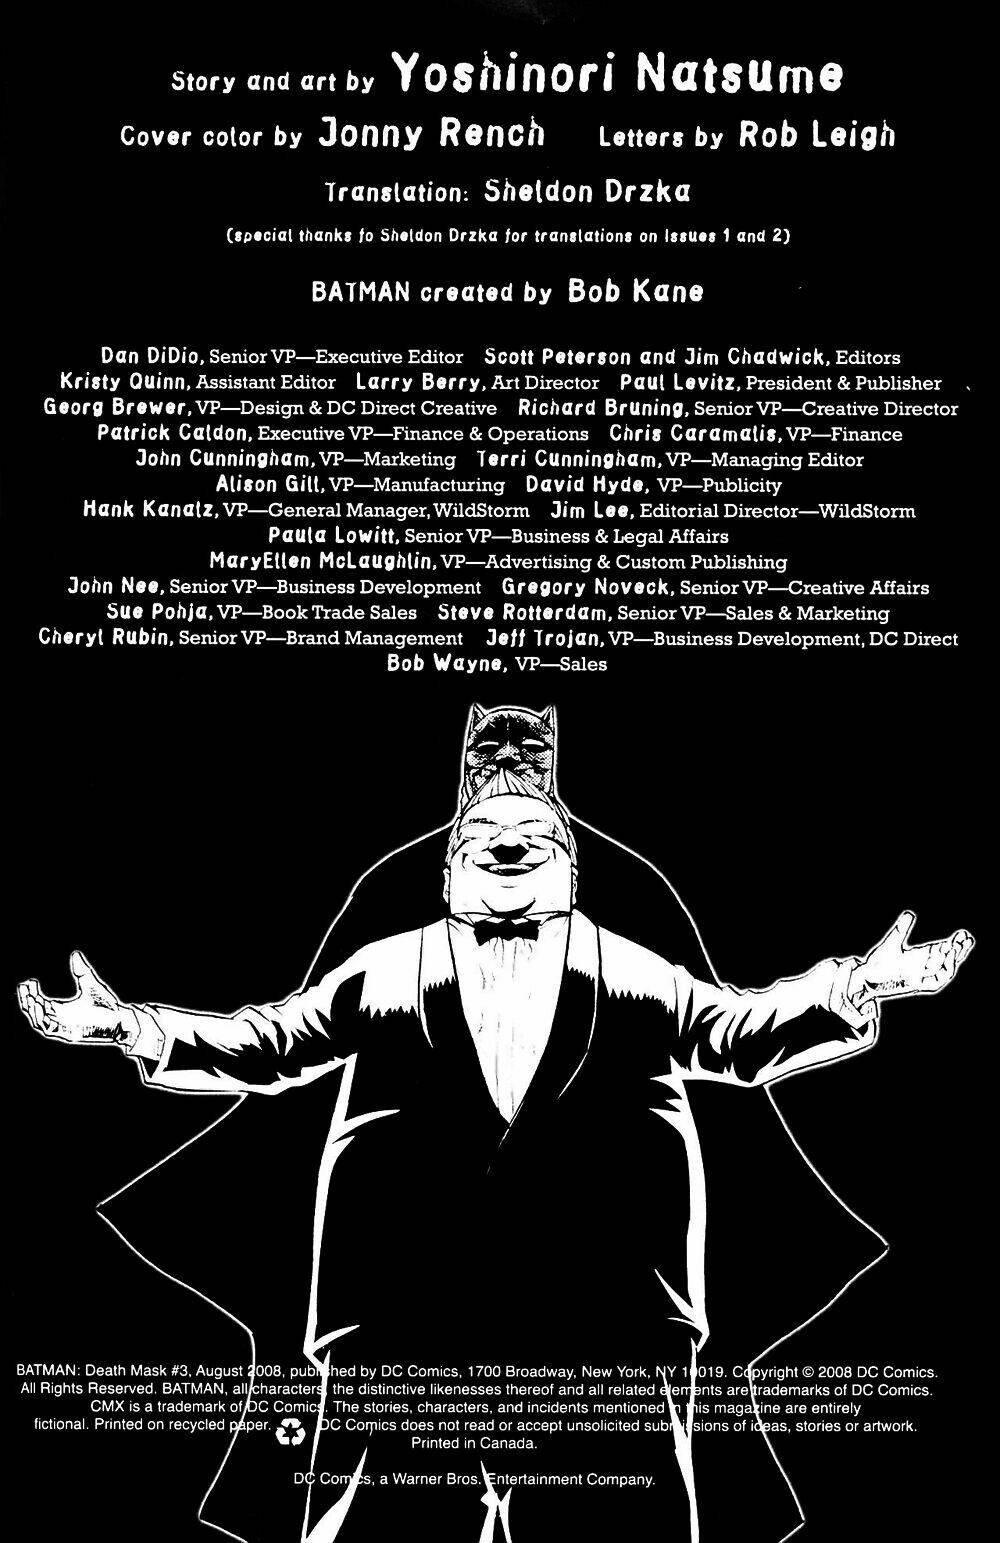 Story and art by Yoshinori Natsume
Cover color by Jonny Rench Letters by Rob Leigh
Translation: Sheldon Drzka
(special thanks fo Sheldon Drzka for translations on Issues 1 and 2)
BATMAN created by Bob Kane
Dan DiDio, Senior VP—Executive Editor Scott Peterson and Jim Chadwick, Editors
Kristy Quinn, Assistant Editor Larry Berry, Art Director Paul Levitz, President & Publisher
Georg Brewer, VP—Design & DC Direct Creative Richard Bruning, Senior VP—Creative Director
Patrick Caldon, Executive VP—Finance & Operations Chris Caramalis, VP—Finance
John Cunningham, VP—Marketing Terri Cunningham, VP—Managing Editor
Alison Gill, VP—Manufacturing David Hyde, VP—Publicity
Hank Kanalz, VP—General Manager, WildStorm Jim Lee, Editorial Director—WildStorm
Paula Lowitt, Senior VP—Business & Legal Affairs
MaryEllen McLaughlin, VP—Advertising & Custom Publishing
John Nee, Senior VP—Business Development Gregory Noveck, Senior VP—Creative Affairs
Sue Pohja, VP—Book Trade Sales Steve Rotterdam, Senior VP—Sales & Marketing
Cheryl Rubin, Senior VP—Brand Management Jeff Trojan, VP—Business Development, DC Direct
Bob Wayne, VP—Sales
BATMAN: Death Mask #3, August 2008, published by DC Comics, 1700 Broadway, New York, NY 10019. Copyright © 2008 DC Comics.
All Rights Reserved. BATMAN, all characters, the distinctive likenesses thereof and all related elements are trademarks of DC Comics.
CMX is a trademark of DC Comics. The stories, characters, and incidents mentioned in this magazine are entirely
fictional. Printed on recycled paper. DC Comics does not read or accept unsolicited submissions of ideas, stories or artwork.
Printed in Canada.
DC Comics, a Warner Bros. Entertainment Company.